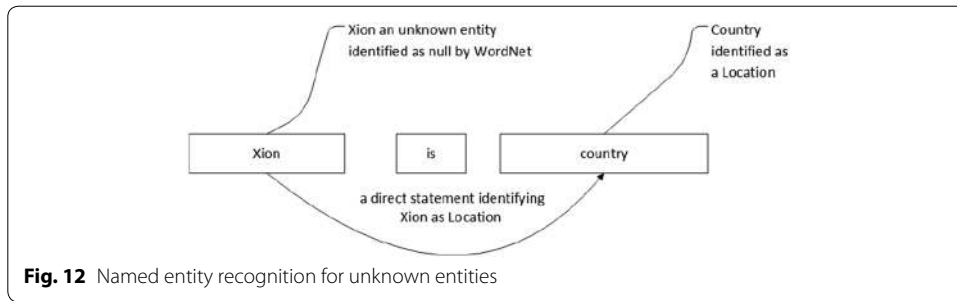 Xion an unknown entity
identified as null by WordNet
Country
identified as
a Location
Xion
is
country
a direct statement identifying
Xion as Location
Fig. 12 Named entity recognition for unknown entities